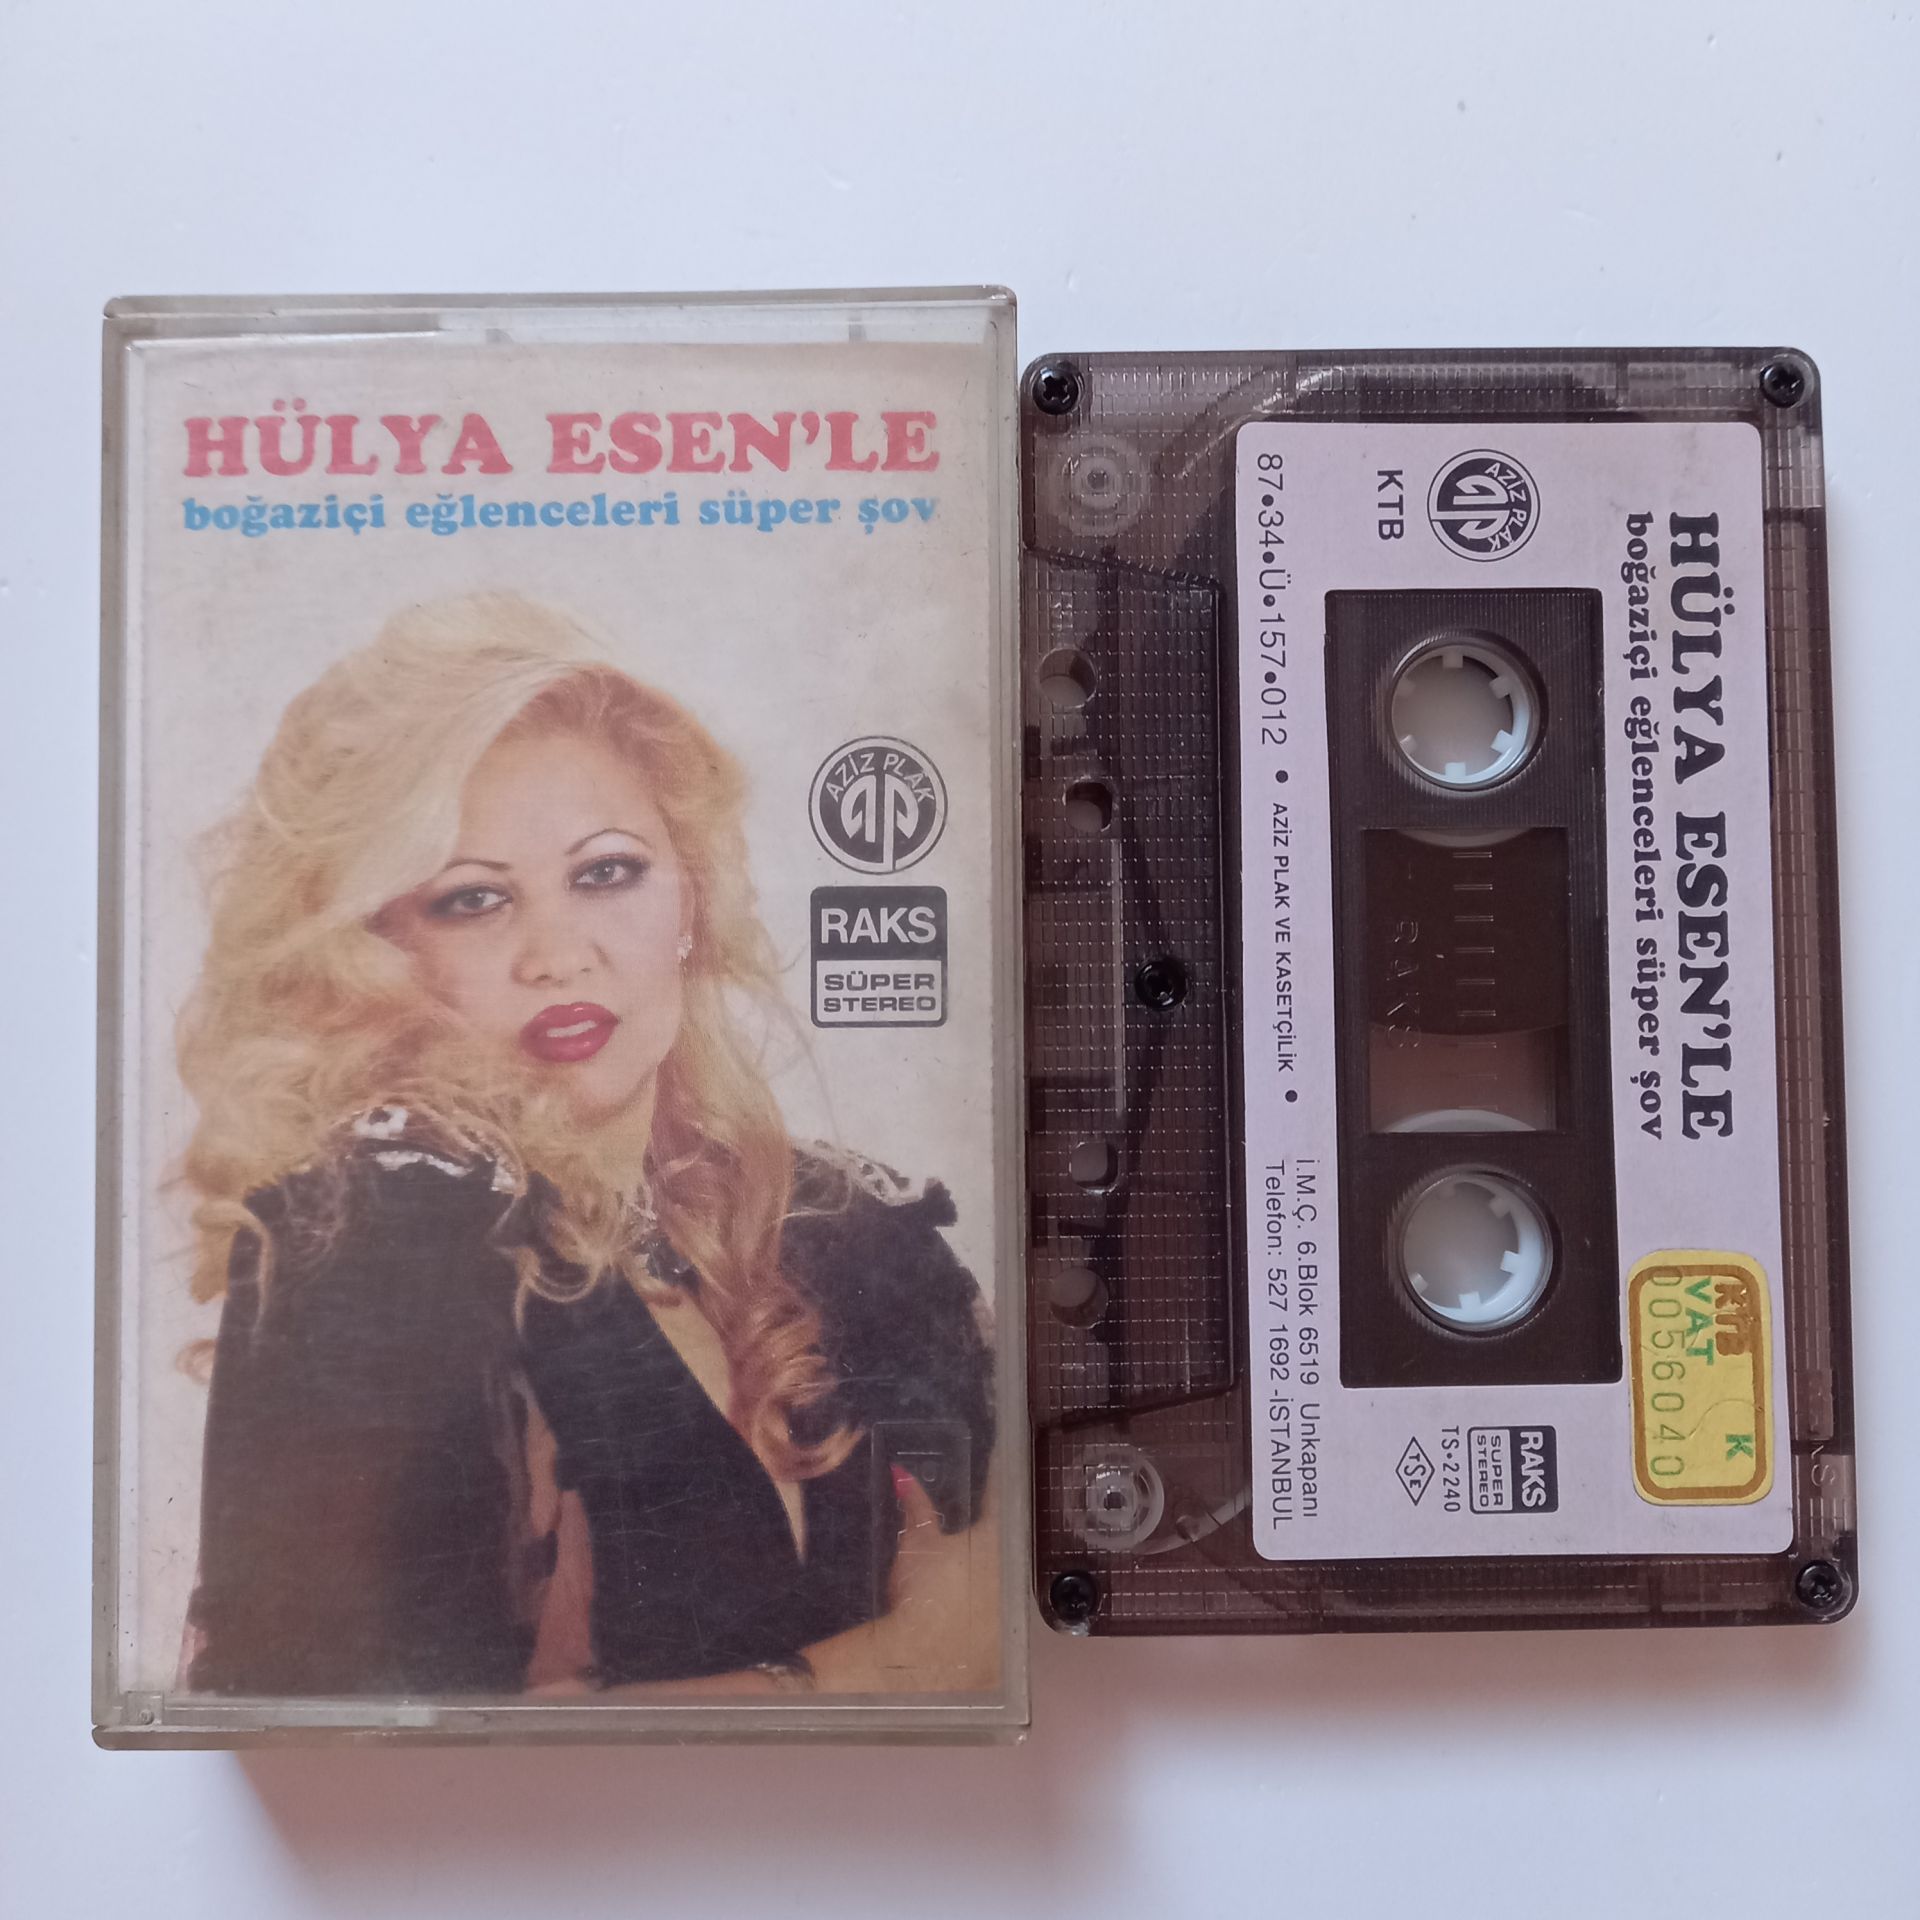 HÜLYA ESEN'LE
boğaziçi eğlenceleri süper şov
AZİZ PLAK
RAKS
SÜPER
STEREO
HÜLYA ESEN'LE
boğaziçi eğlenceleri süper şov
AZİZ PLAK
KTB
87•34•Ü•157•012 • AZİZ PLAK VE KASETÇİLİK •
İ.M.Ç. 6.Blok 6519 Unkapanı
Telefon: 527 1692 -İSTANBUL
RAKS
SÜPER
STEREO
TS•2240
TSE
K
VAT
0056040
RAKS